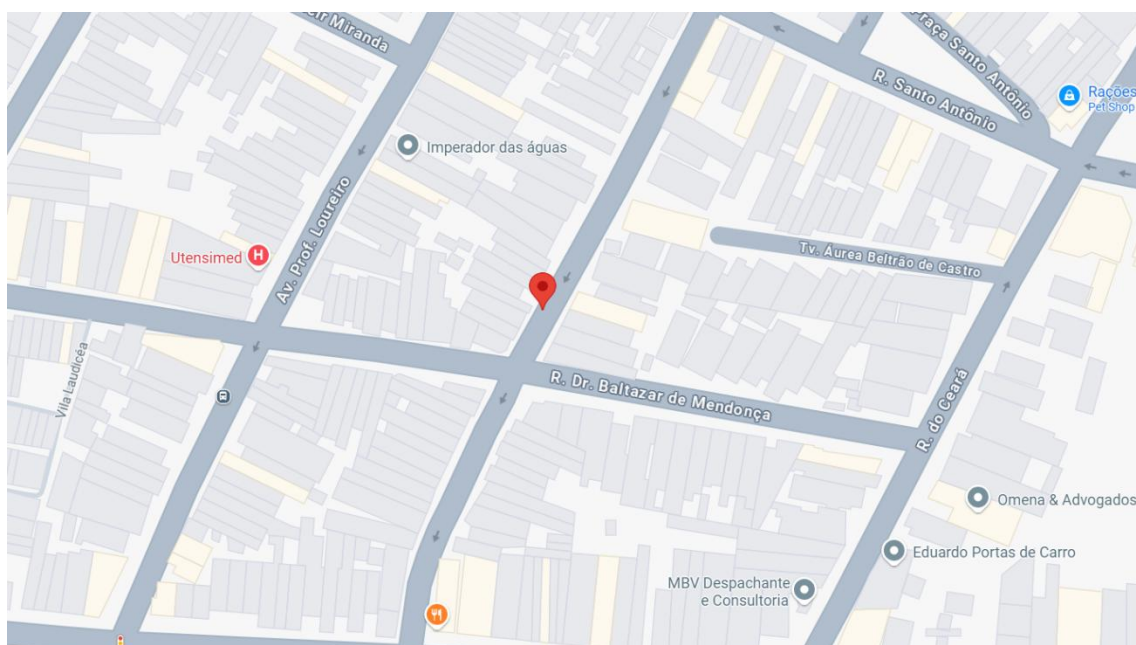 Miranda
Praça Santo Antônio
R. Santo Antônio
Rações
Pet Shop
Imperador das águas
Av. Prof. Loureiro
Utensimed
H
Tv. Áurea Beltrão de Castro
Vila Laudicéa
R. Dr. Baltazar de Mendonça
R. do Ceará
Omena & Advogados
Eduardo Portas de Carro
MBV Despachante
e Consultoria